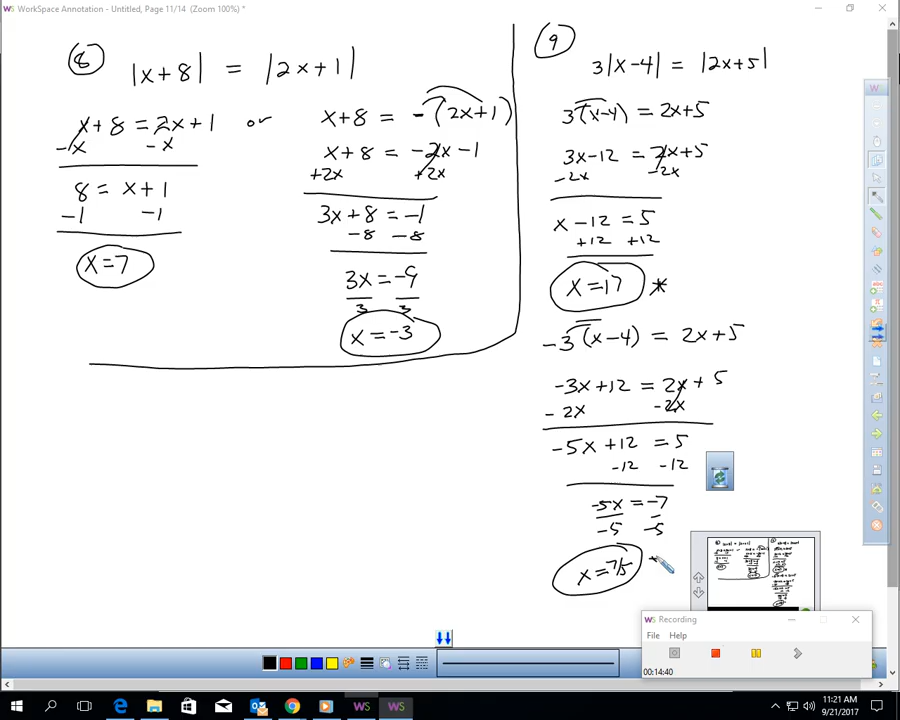 WorkSpace Annotation - Untitled, Page 11/14 (Zoom 100%) *
8
|x+8| = |2x+1|
x+8 = 2x+1 or
-x -x
8 = x+1
-1 -1
x=7
x+8 = -(2x+1)
x+8 = -2x-1
+2x +2x
3x+8 = -1
-8 -8
3x = -9
3 3
x = -3
9
3|x-4| = |2x+5|
3(x-4) = 2x+5
3x-12 = 2x+5
-2x -2x
x-12 = 5
+12 +12
x=17 *
-3(x-4) = 2x+5
-3x+12 = 2x+5
-2x -2x
-5x+12 = 5
-12 -12
-5x = -7
-5 -5
x=7/5
WS Recording
File Help
00:14:40
WS WS
11:21 AM
9/21/2017